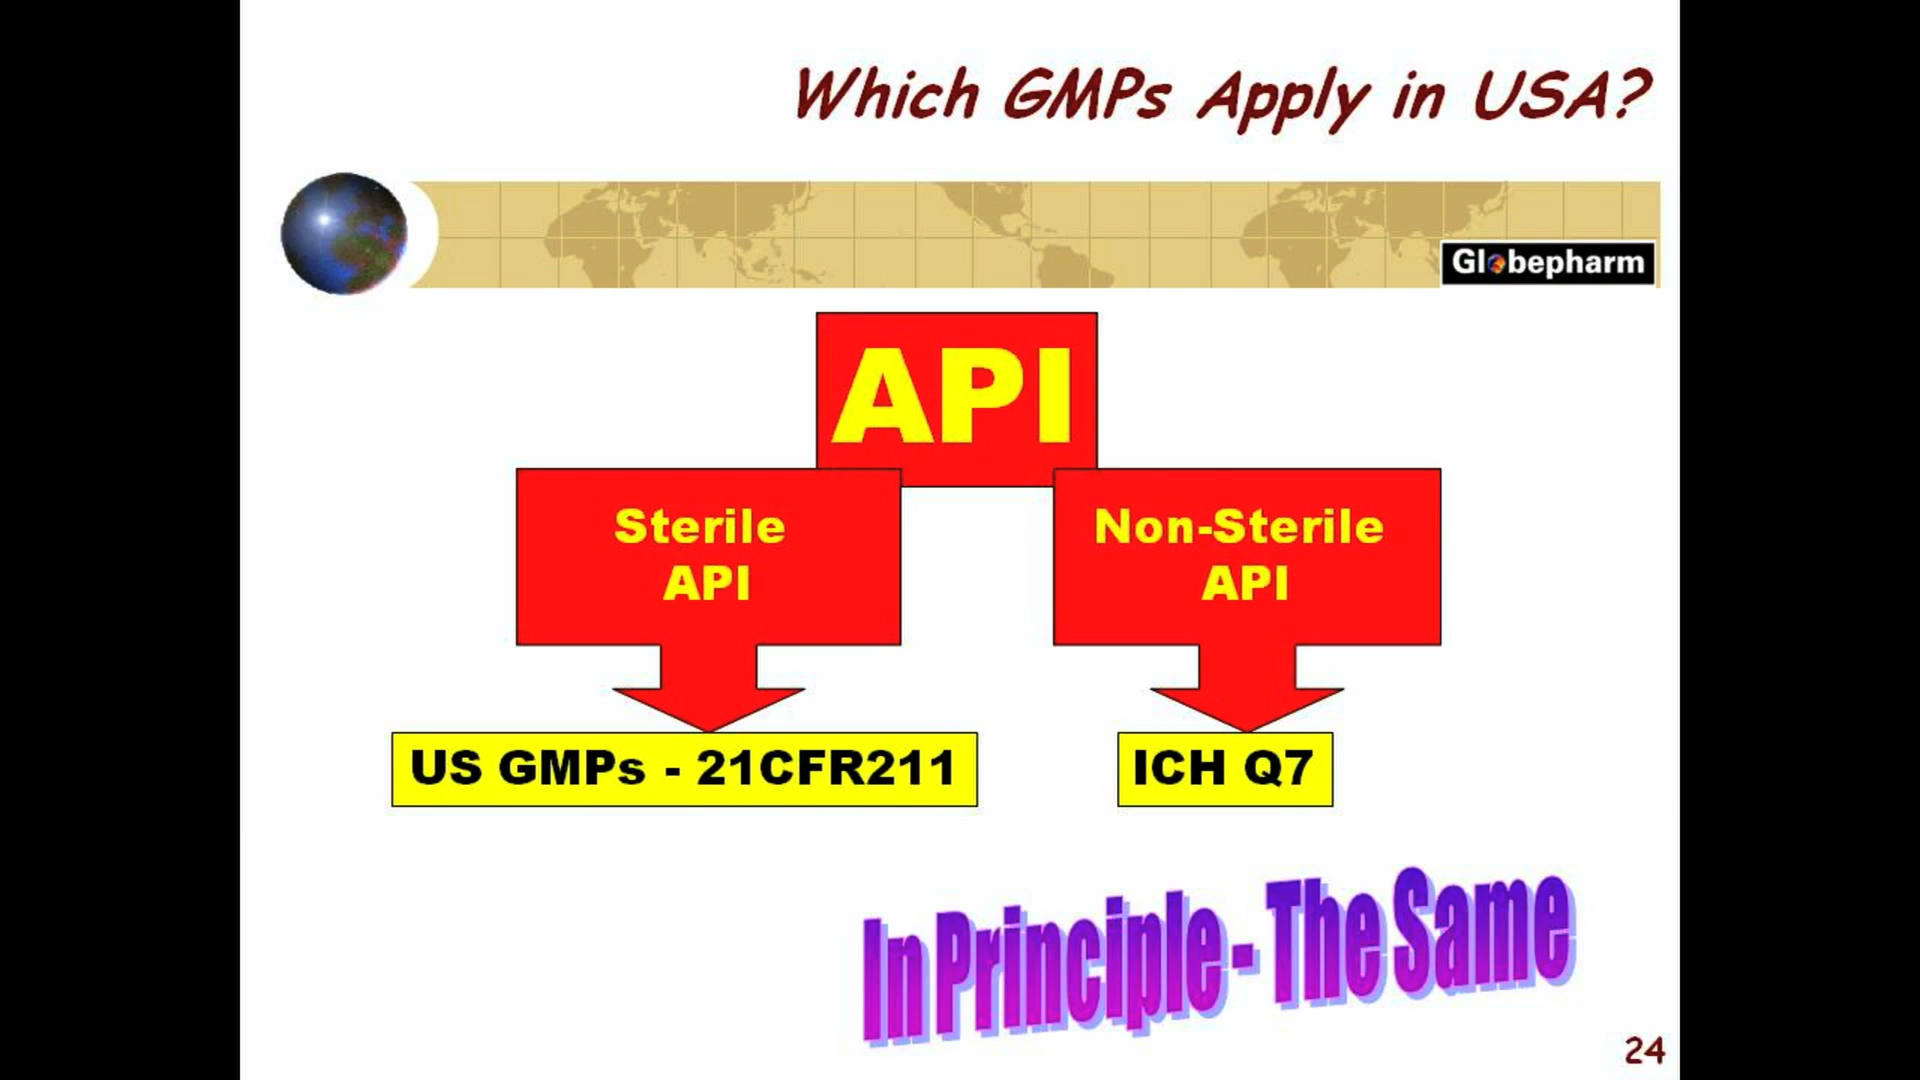 Which GMPs Apply in USA?
Globepharm
API
Sterile
API
Non-Sterile
API
US GMPs - 21CFR211
ICH Q7
In Principle - The Same
24